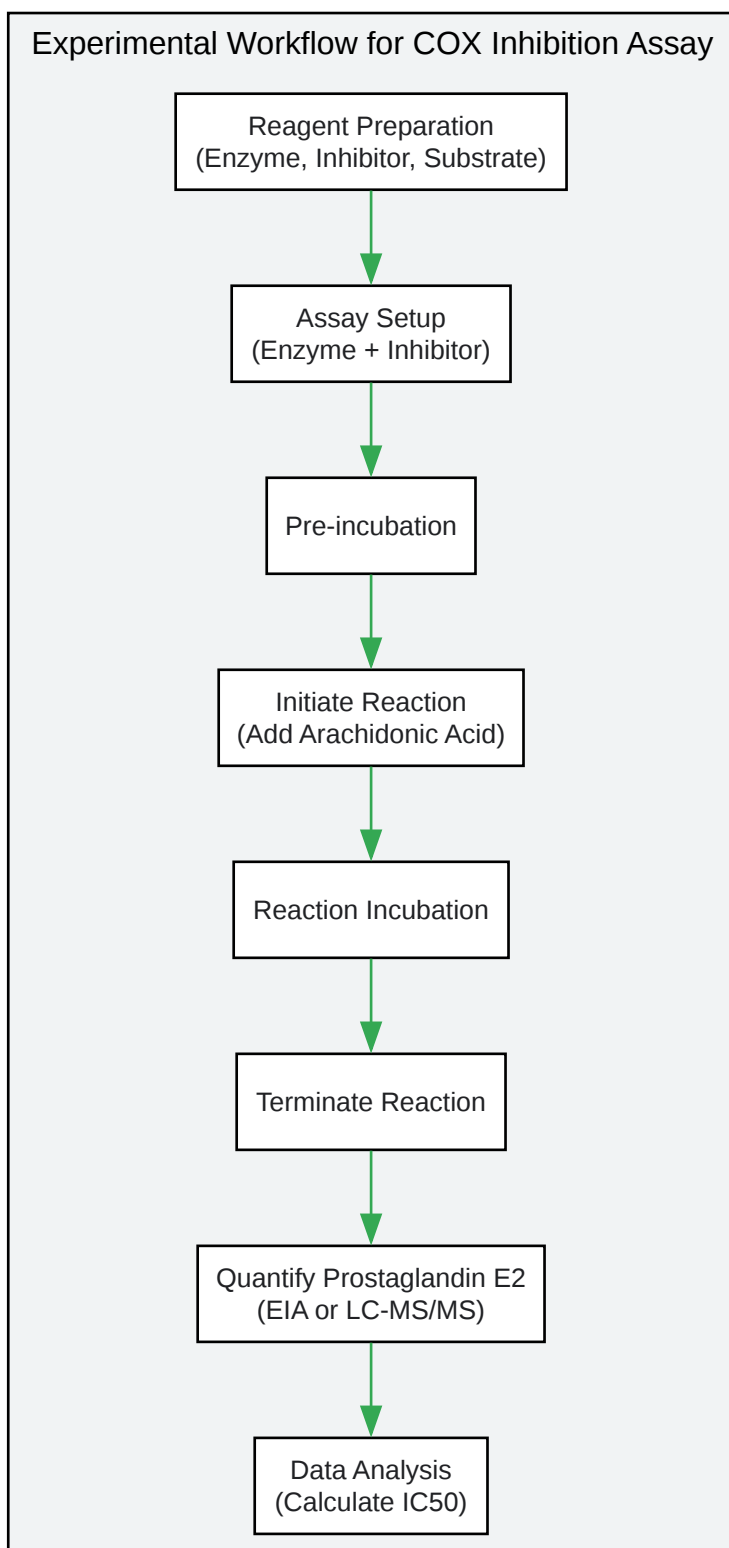 Experimental Workflow for COX Inhibition Assay
Reagent Preparation
(Enzyme, Inhibitor, Substrate)
Assay Setup
(Enzyme + Inhibitor)
Pre-incubation
Initiate Reaction
(Add Arachidonic Acid)
Reaction Incubation
Terminate Reaction
Quantify Prostaglandin E2
(EIA or LC-MS/MS)
Data Analysis
(Calculate IC50)